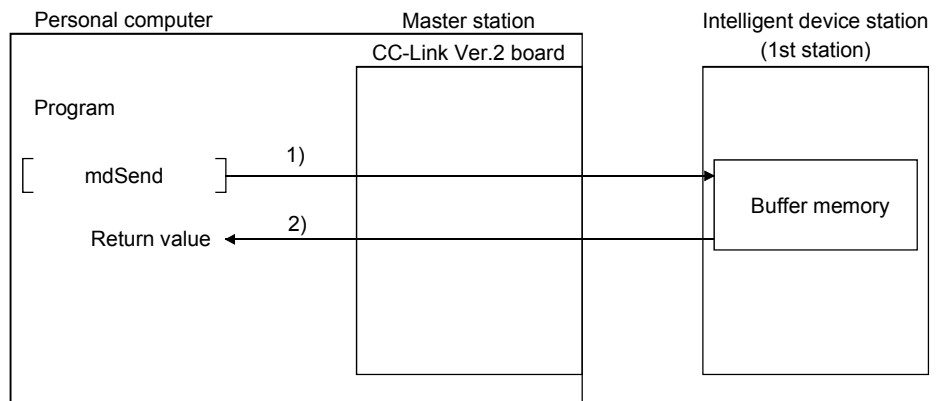 Personal computer
Master station
Intelligent device station
(1st station)
CC-Link Ver.2 board
Program
1)
mdSend
Buffer memory
2)
Return value